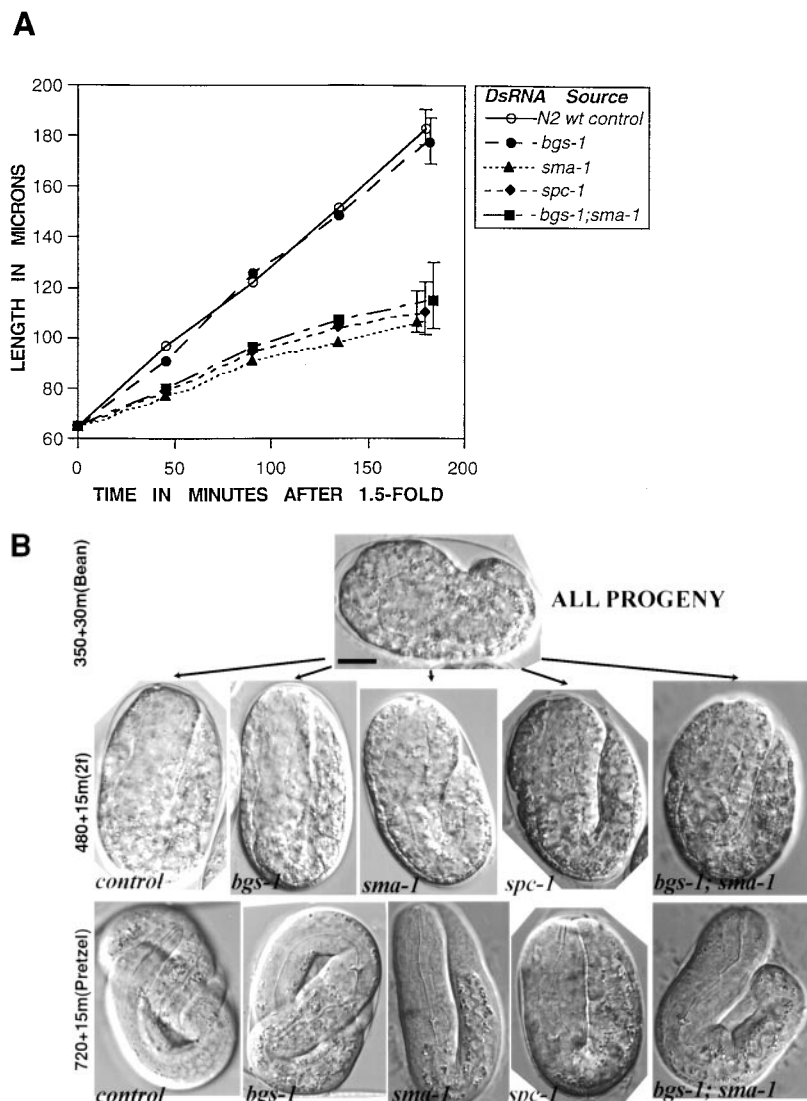 A
200
180
160
140
120
100
80
60
0
50
100
150
200
LENGTH IN MICRONS
TIME IN MINUTES AFTER 1.5-FOLD
DsRNA Source
N2 wt control
bgs-1
sma-1
spc-1
bgs-1;sma-1
B
350+30m(Bean)
ALL PROGENY
480+15m(2f)
control
bgs-1
sma-1
spc-1
bgs-1; sma-1
720+15m(Pretzel)
control
bgs-1
sma-1
spc-1
bgs-1; sma-1